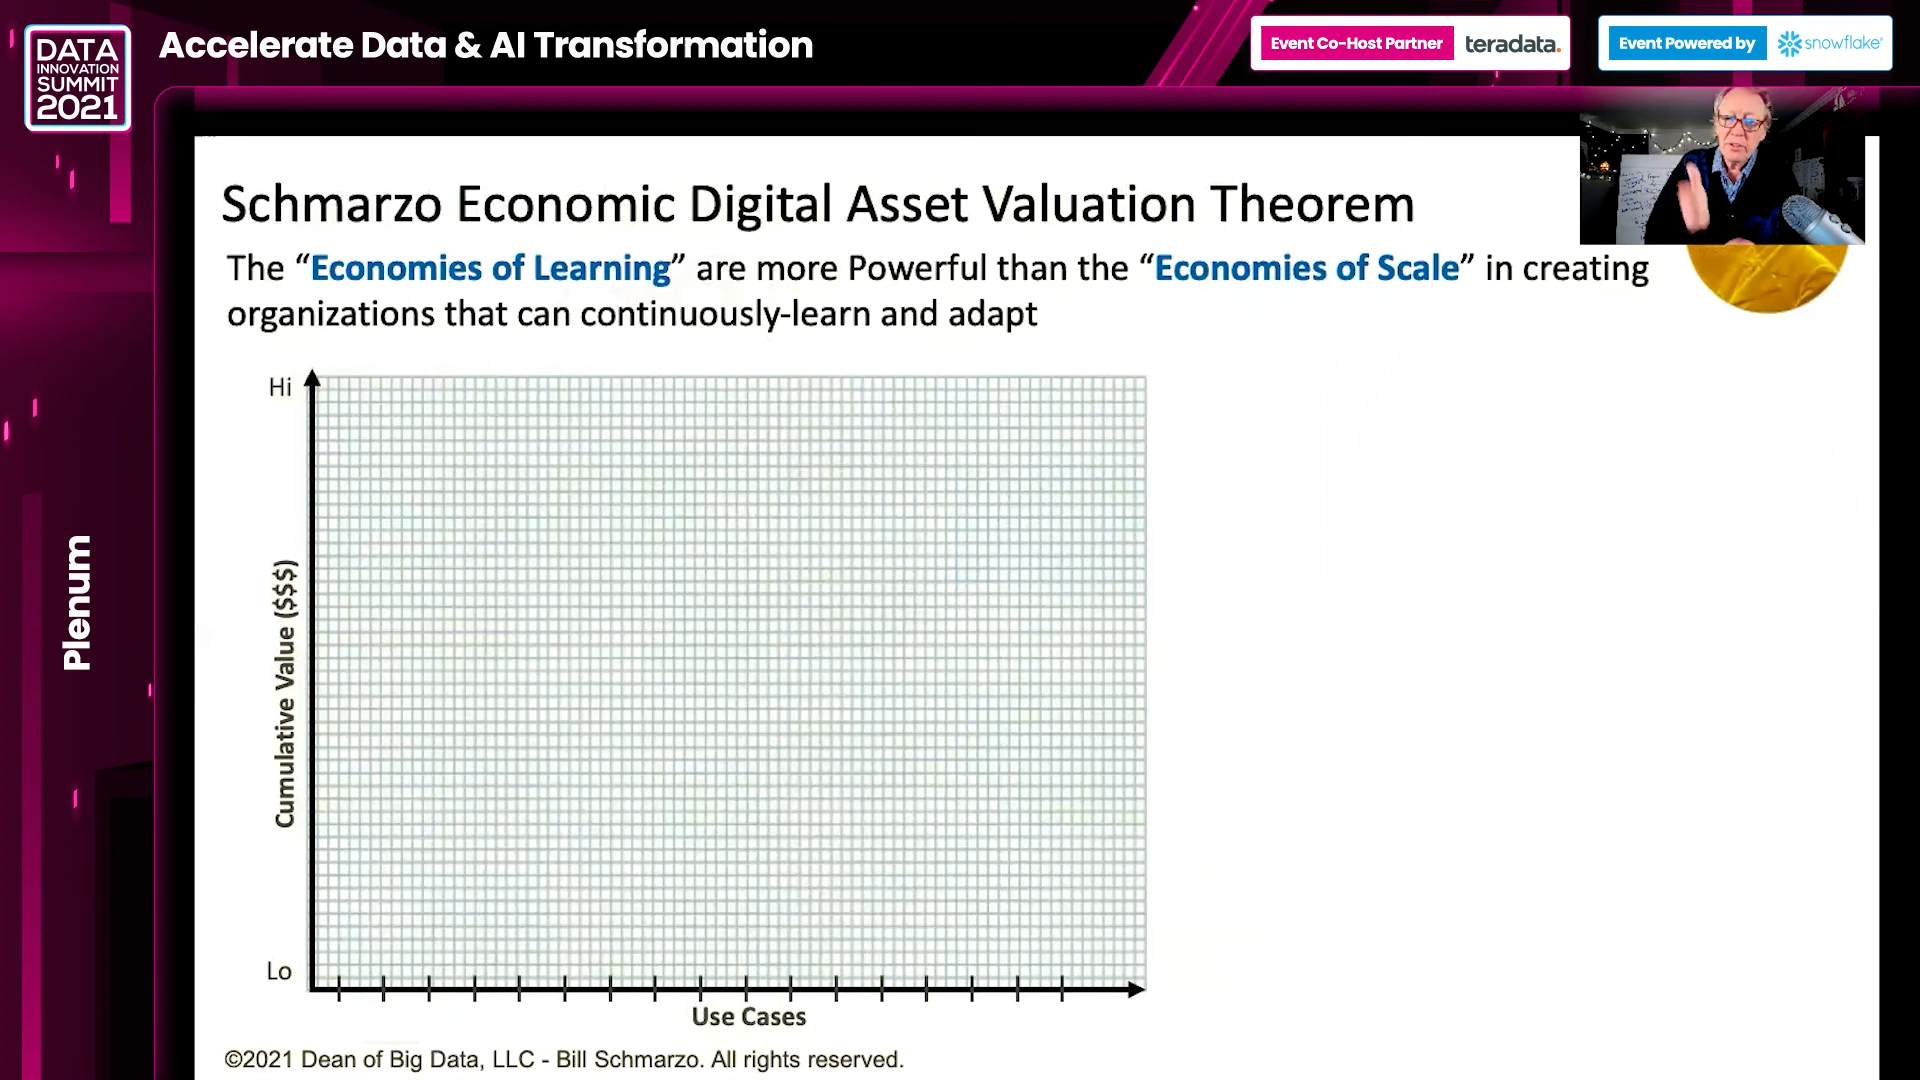 DATA
INNOVATION
SUMMIT
2021
Accelerate Data & AI Transformation
Event Co-Host Partner
teradata.
Event Powered by
snowflake®
Plenum
Schmarzo Economic Digital Asset Valuation Theorem
The “Economies of Learning” are more Powerful than the “Economies of Scale” in creating
organizations that can continuously-learn and adapt
Hi
Cumulative Value ($$$)
Lo
Use Cases
©2021 Dean of Big Data, LLC - Bill Schmarzo. All rights reserved.